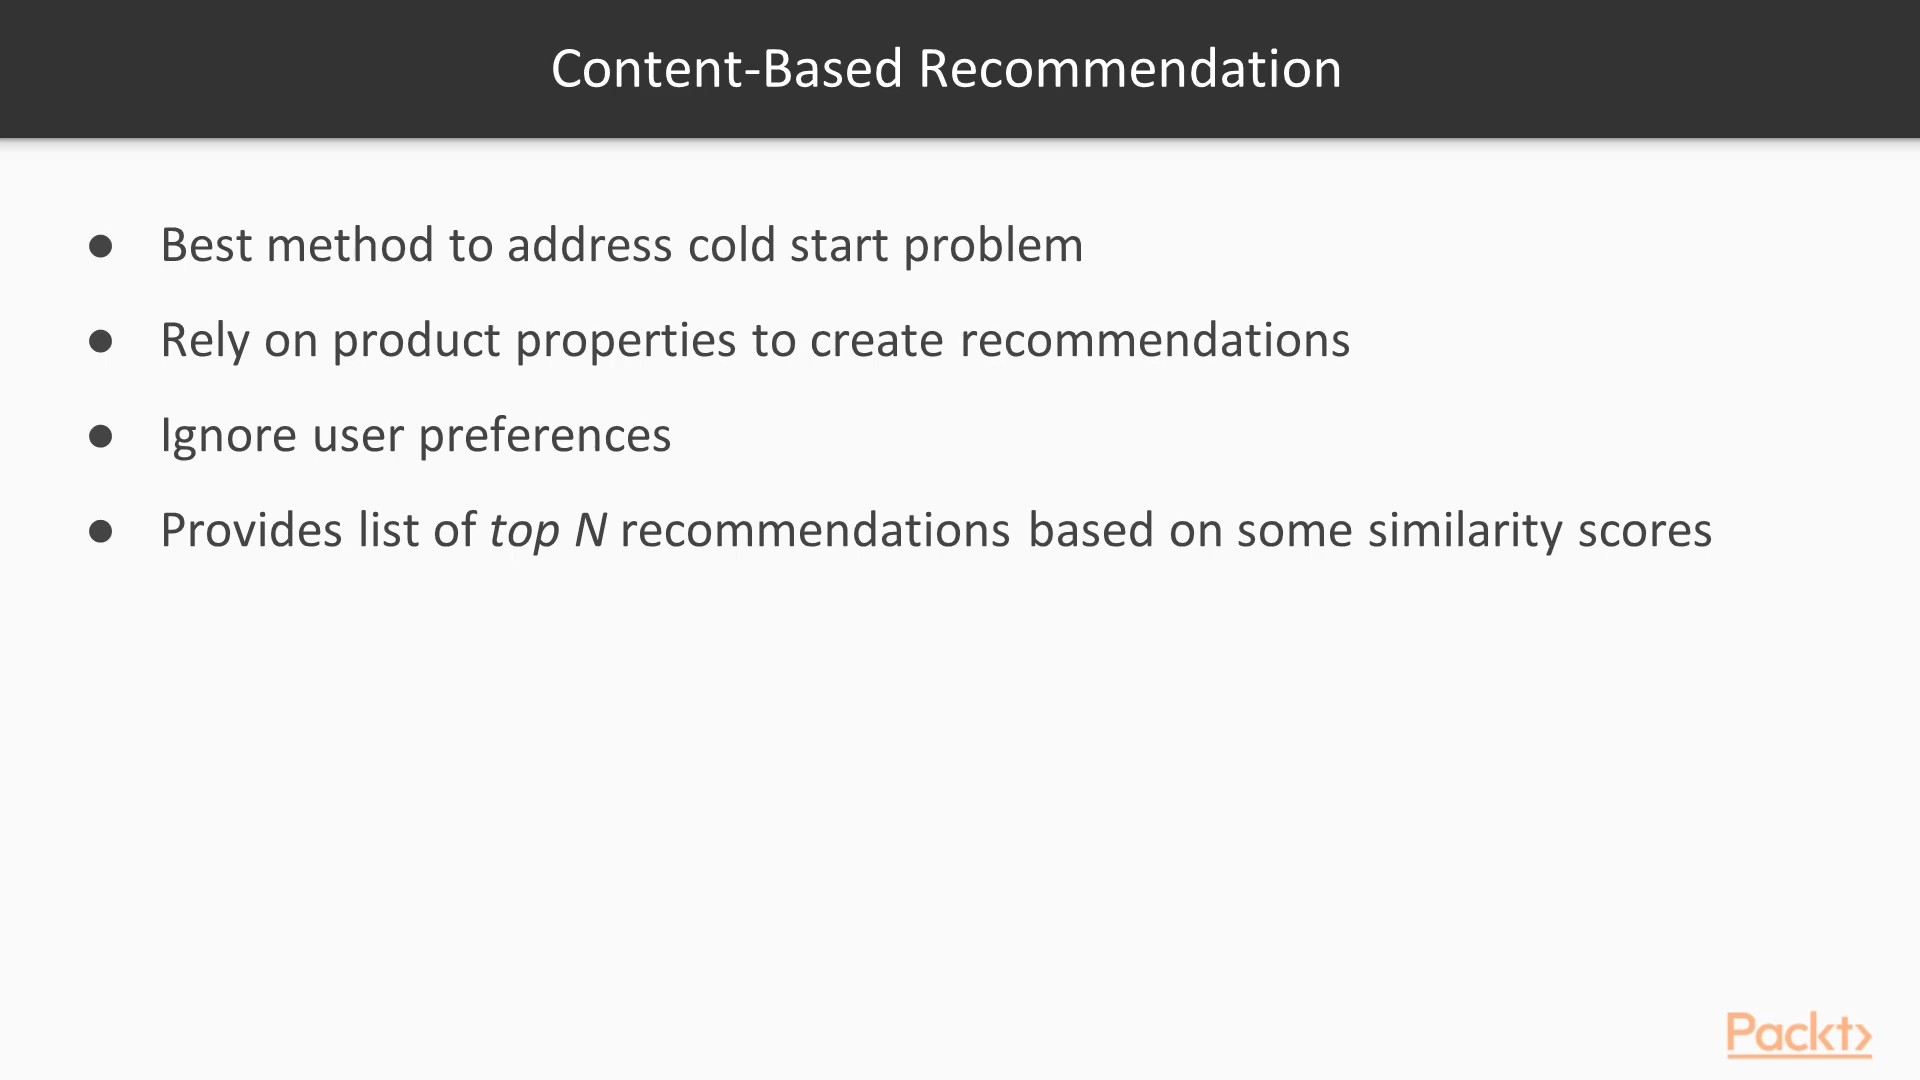 Content-Based Recommendation
● Best method to address cold start problem
● Rely on product properties to create recommendations
● Ignore user preferences
● Provides list of top N recommendations based on some similarity scores
Packt>